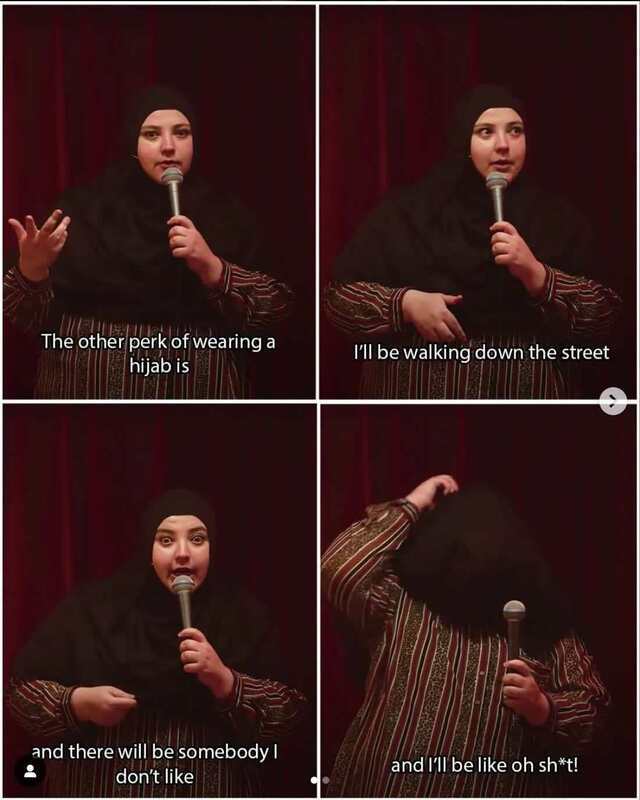 The other perk of wearing a
hijab is
I'll be walking down the street
and there will be somebody I
don't like
and I'll be like oh sh*t!